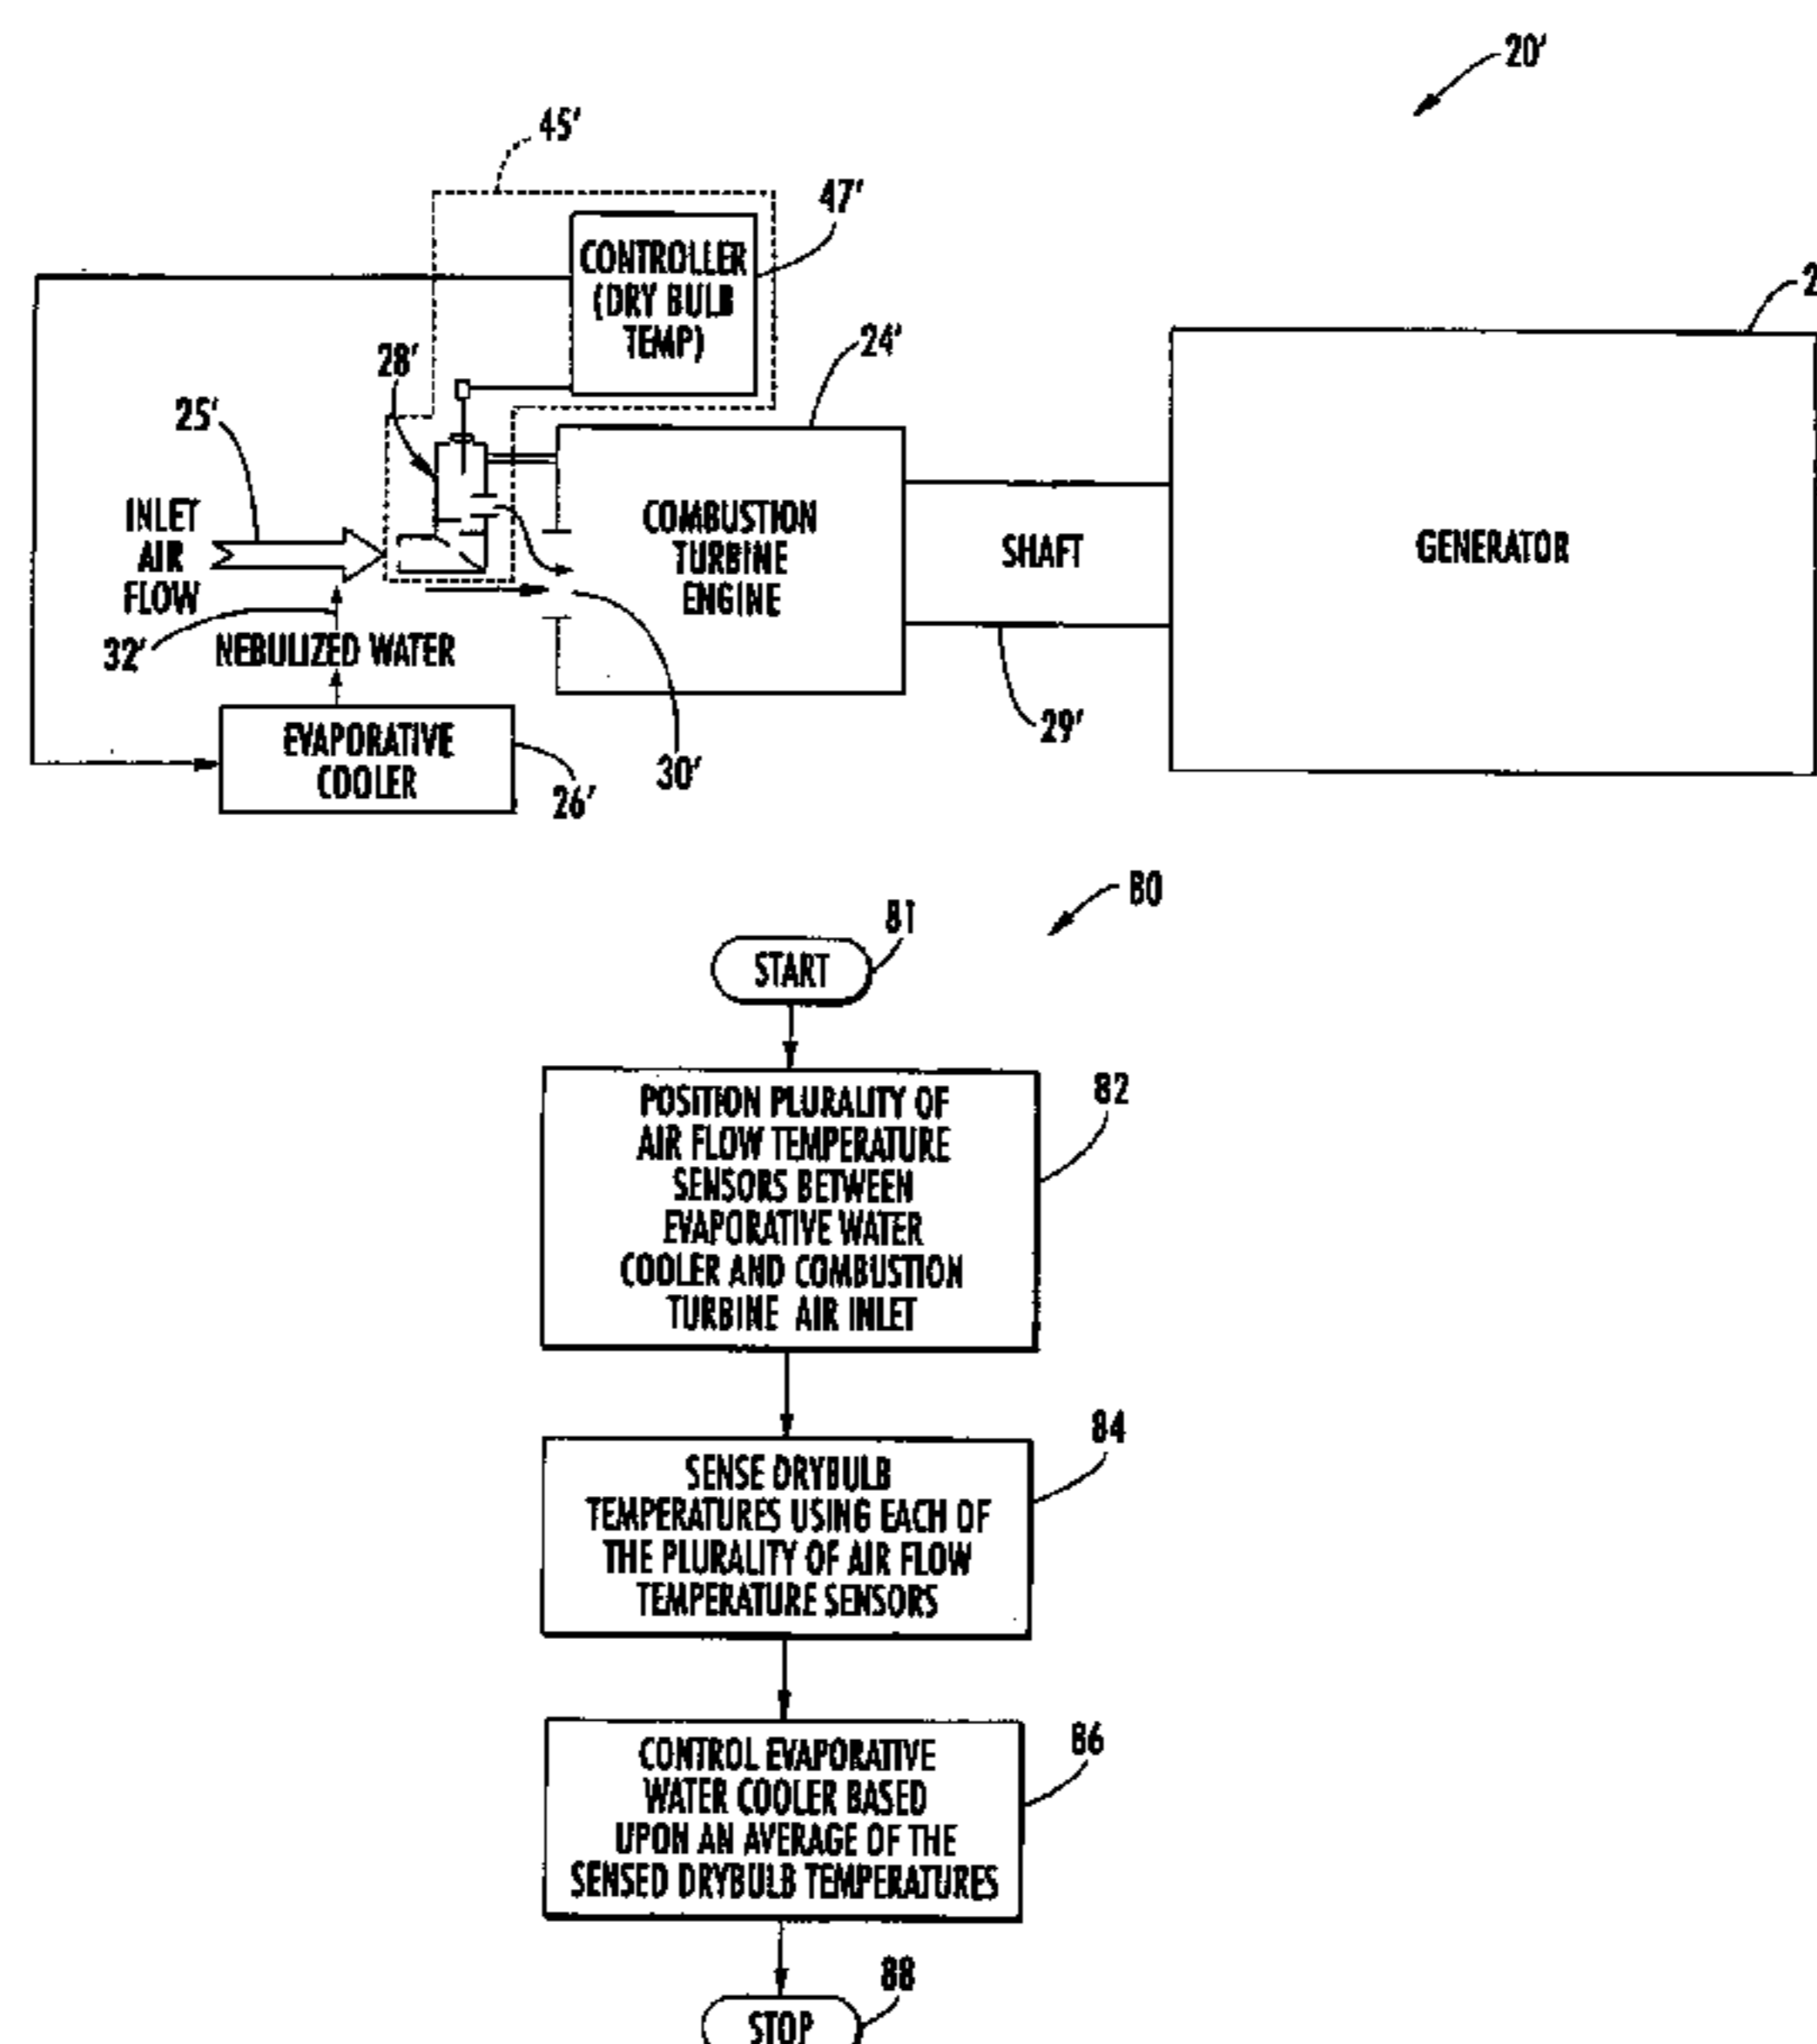 20'
45'
47'
CONTROLLER
(DRY BULB
TEMP)
28'
24'
25'
INLET
AIR
FLOW
COMBUSTION
TURBINE
ENGINE
SHAFT
GENERATOR
32'
NEBULIZED WATER
29'
30'
EVAPORATIVE
COOLER
26'
80
81
START
82
POSITION PLURALITY OF
AIR FLOW TEMPERATURE
SENSORS BETWEEN
EVAPORATIVE WATER
COOLER AND COMBUSTION
TURBINE AIR INLET
84
SENSE DRYBULB
TEMPERATURES USING EACH OF
THE PLURALITY OF AIR FLOW
TEMPERATURE SENSORS
86
CONTROL EVAPORATIVE
WATER COOLER BASED
UPON AN AVERAGE OF THE
SENSED DRYBULB TEMPERATURES
88
STOP